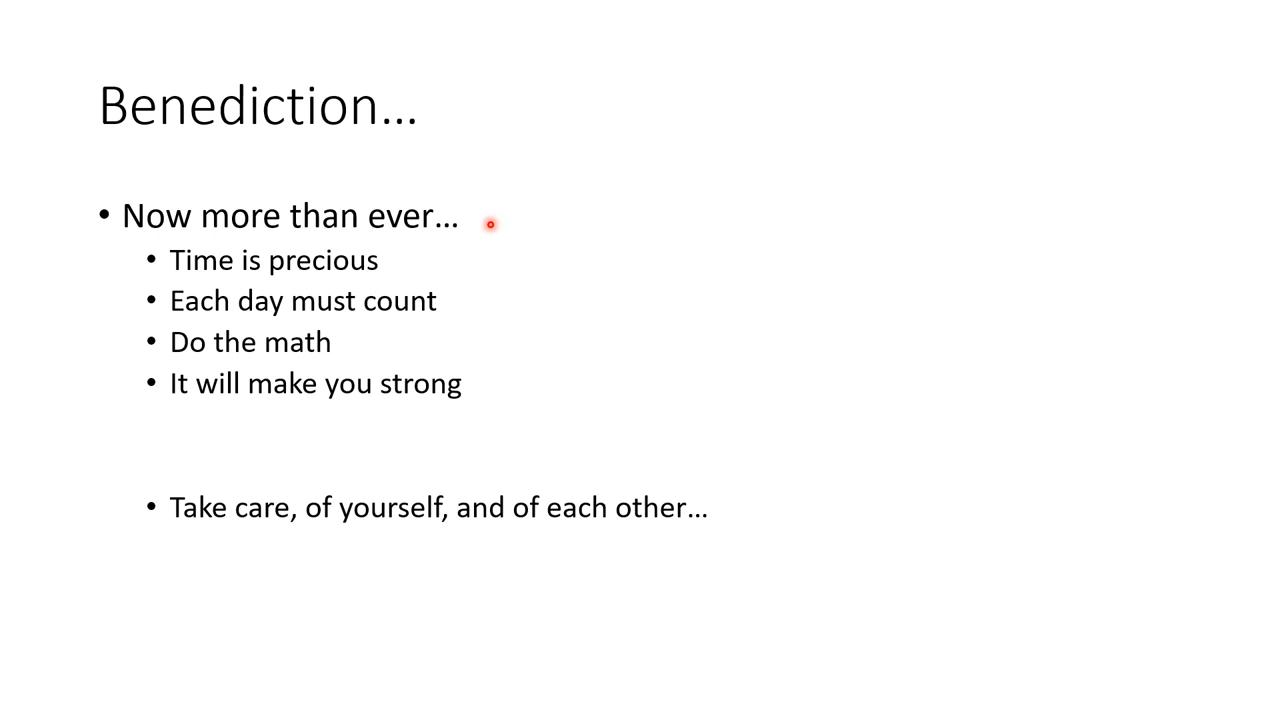 Benediction…
• Now more than ever…
• Time is precious
• Each day must count
• Do the math
• It will make you strong
• Take care, of yourself, and of each other…